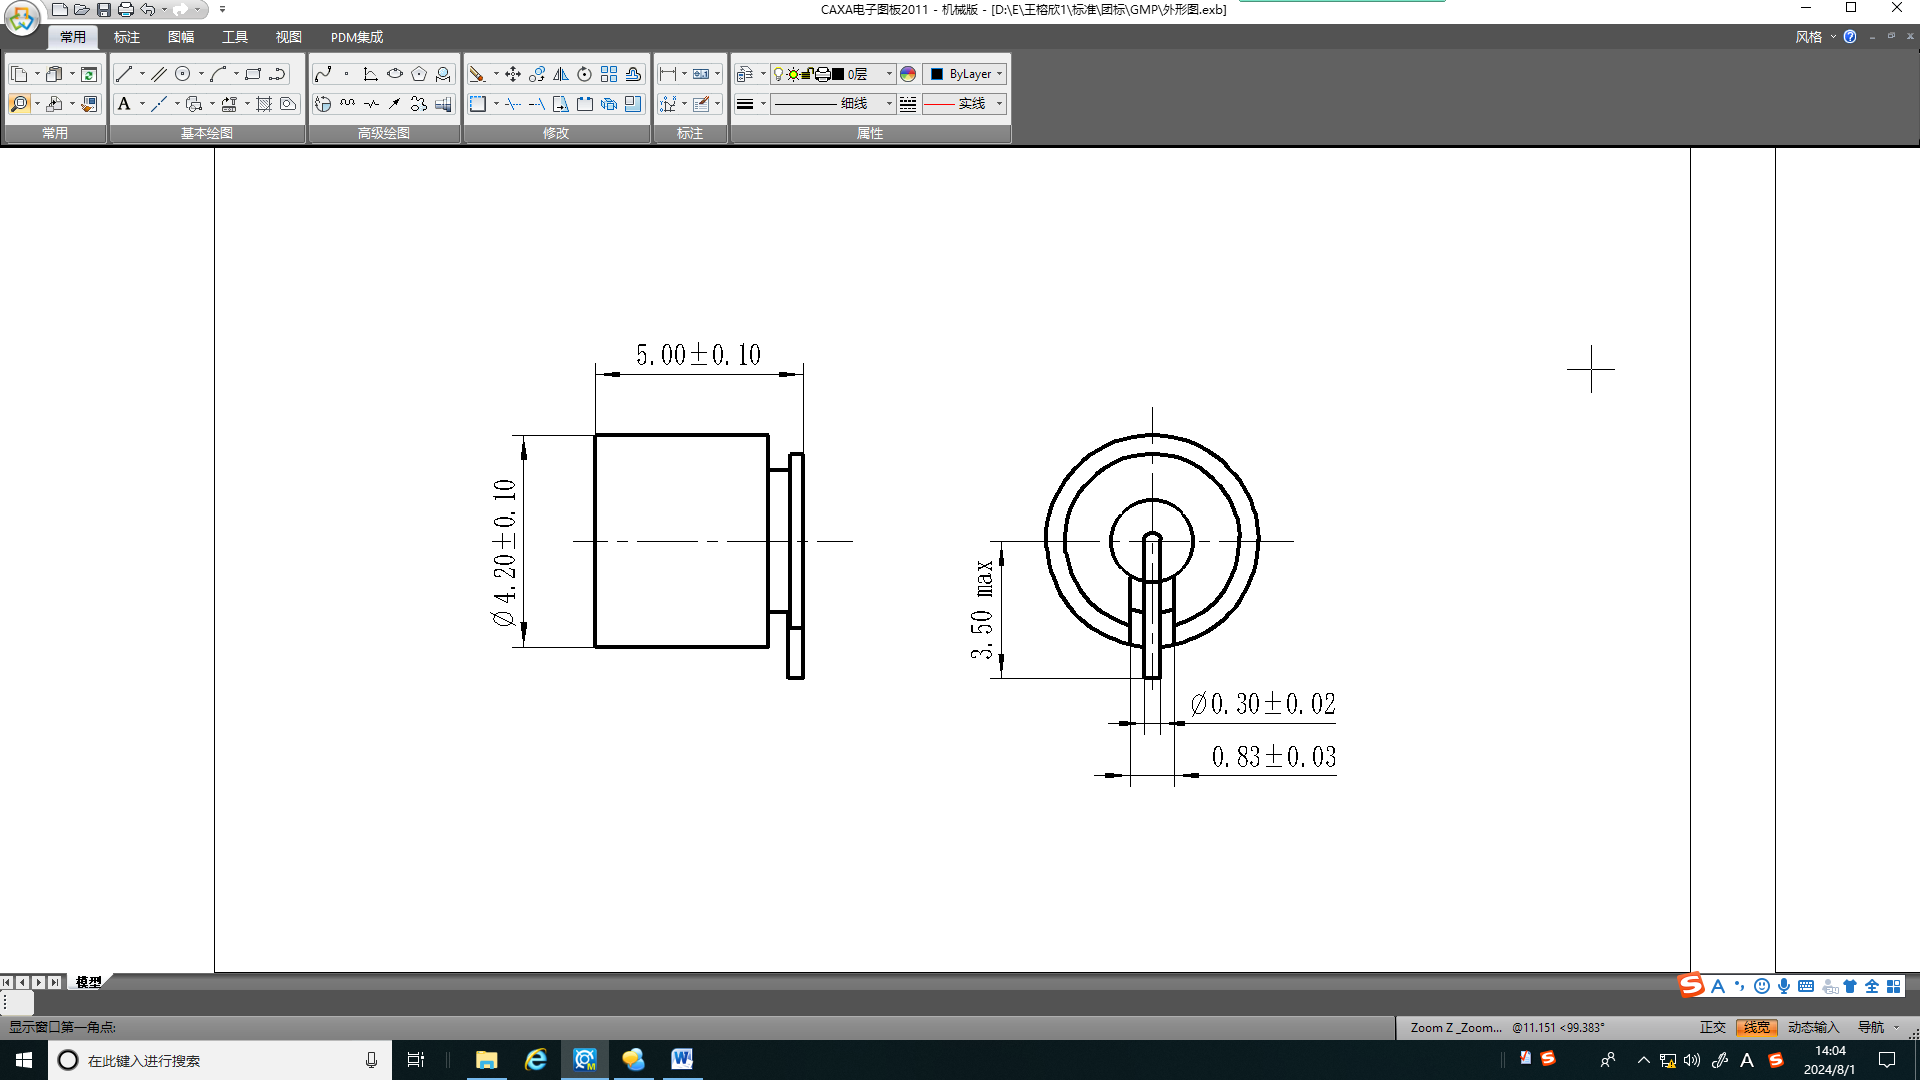 CAXA电子图板2011 - 机械版 - [D:\E\王榕欣1\标准\团标\GMP\外形图.exb]
常用 标注 图幅 工具 视图 PDM集成 风格
0层 ByLayer
A 细线 实线
常用 基本绘图 高级绘图 修改 标注 属性
5.00±0.10
∅4.20±0.10
3.50 max
∅0.30±0.02
0.83±0.03
模型
S A 全
显示窗口第一角点: Zoom Z _Zoom... @11.151 <99.383° 正交 线宽 动态输入 导航
在此键入进行搜索
A
14:04
2024/8/1